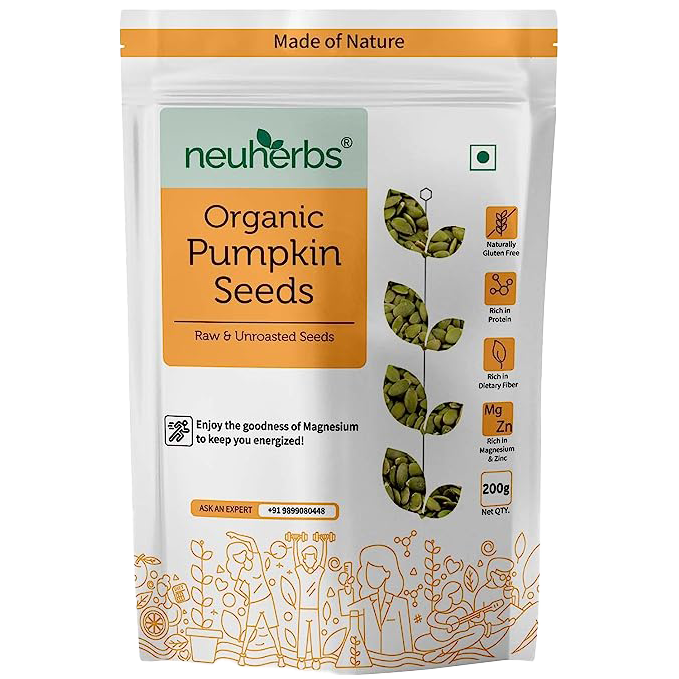 Made of Nature
neuherbs®
Organic
Pumpkin
Seeds
Raw & Unroasted Seeds
Naturally
Gluten Free
Rich in
Protein
Rich in
Dietary Fiber
Mg
Zn
Rich in
Magnesium
& Zinc
Enjoy the goodness of Magnesium
to keep you energized!
200g
Net QTY.
ASK AN EXPERT +91 9899080448